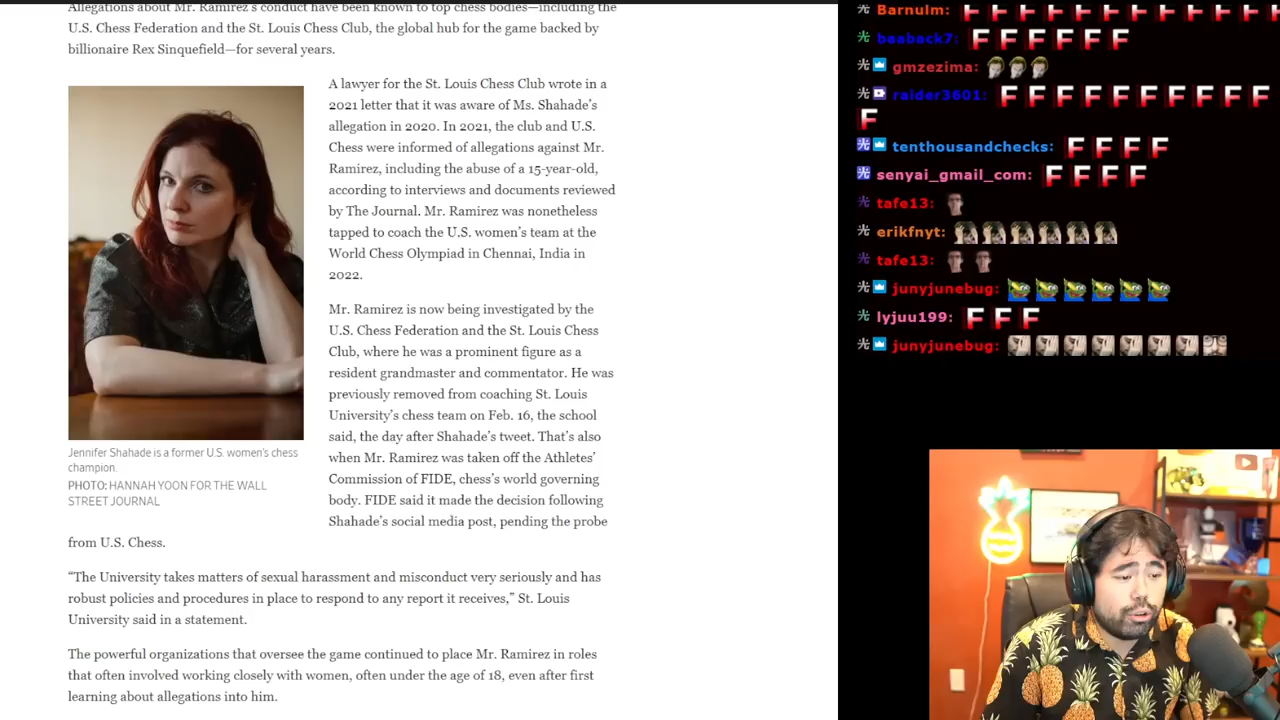 Allegations about Mr. Ramirez's conduct have been known to top chess bodies—including the
U.S. Chess Federation and the St. Louis Chess Club, the global hub for the game backed by
billionaire Rex Sinquefield—for several years.
A lawyer for the St. Louis Chess Club wrote in a
2021 letter that it was aware of Ms. Shahade's
allegation in 2020. In 2021, the club and U.S.
Chess were informed of allegations against Mr.
Ramirez, including the abuse of a 15-year-old,
according to interviews and documents reviewed
by The Journal. Mr. Ramirez was nonetheless
tapped to coach the U.S. women's team at the
World Chess Olympiad in Chennai, India in
2022.
Mr. Ramirez is now being investigated by the
U.S. Chess Federation and the St. Louis Chess
Club, where he was a prominent figure as a
resident grandmaster and commentator. He was
previously removed from coaching St. Louis
University's chess team on Feb. 16, the school
said, the day after Shahade's tweet. That's also
when Mr. Ramirez was taken off the Athletes'
Commission of FIDE, chess's world governing
body. FIDE said it made the decision following
Shahade's social media post, pending the probe
from U.S. Chess.
Jennifer Shahade is a former U.S. women's chess
champion.
PHOTO: HANNAH YOON FOR THE WALL
STREET JOURNAL
“The University takes matters of sexual harassment and misconduct very seriously and has
robust policies and procedures in place to respond to any report it receives,” St. Louis
University said in a statement.
The powerful organizations that oversee the game continued to place Mr. Ramirez in roles
that often involved working closely with women, often under the age of 18, even after first
learning about allegations into him.
光 Barnulm: F F F F F F F F F F F
光 baaback7: F F F F F F
光 gmzezima:
光 raider3601: F F F F F F F F F F
F
光 tenthousandchecks: F F F F
光 senyai_gmail_com: F F F F
光 tafe13:
光 erikfnyt:
光 tafe13:
光 junyjunebug:
光 lyjuu199: F F F
光 junyjunebug: